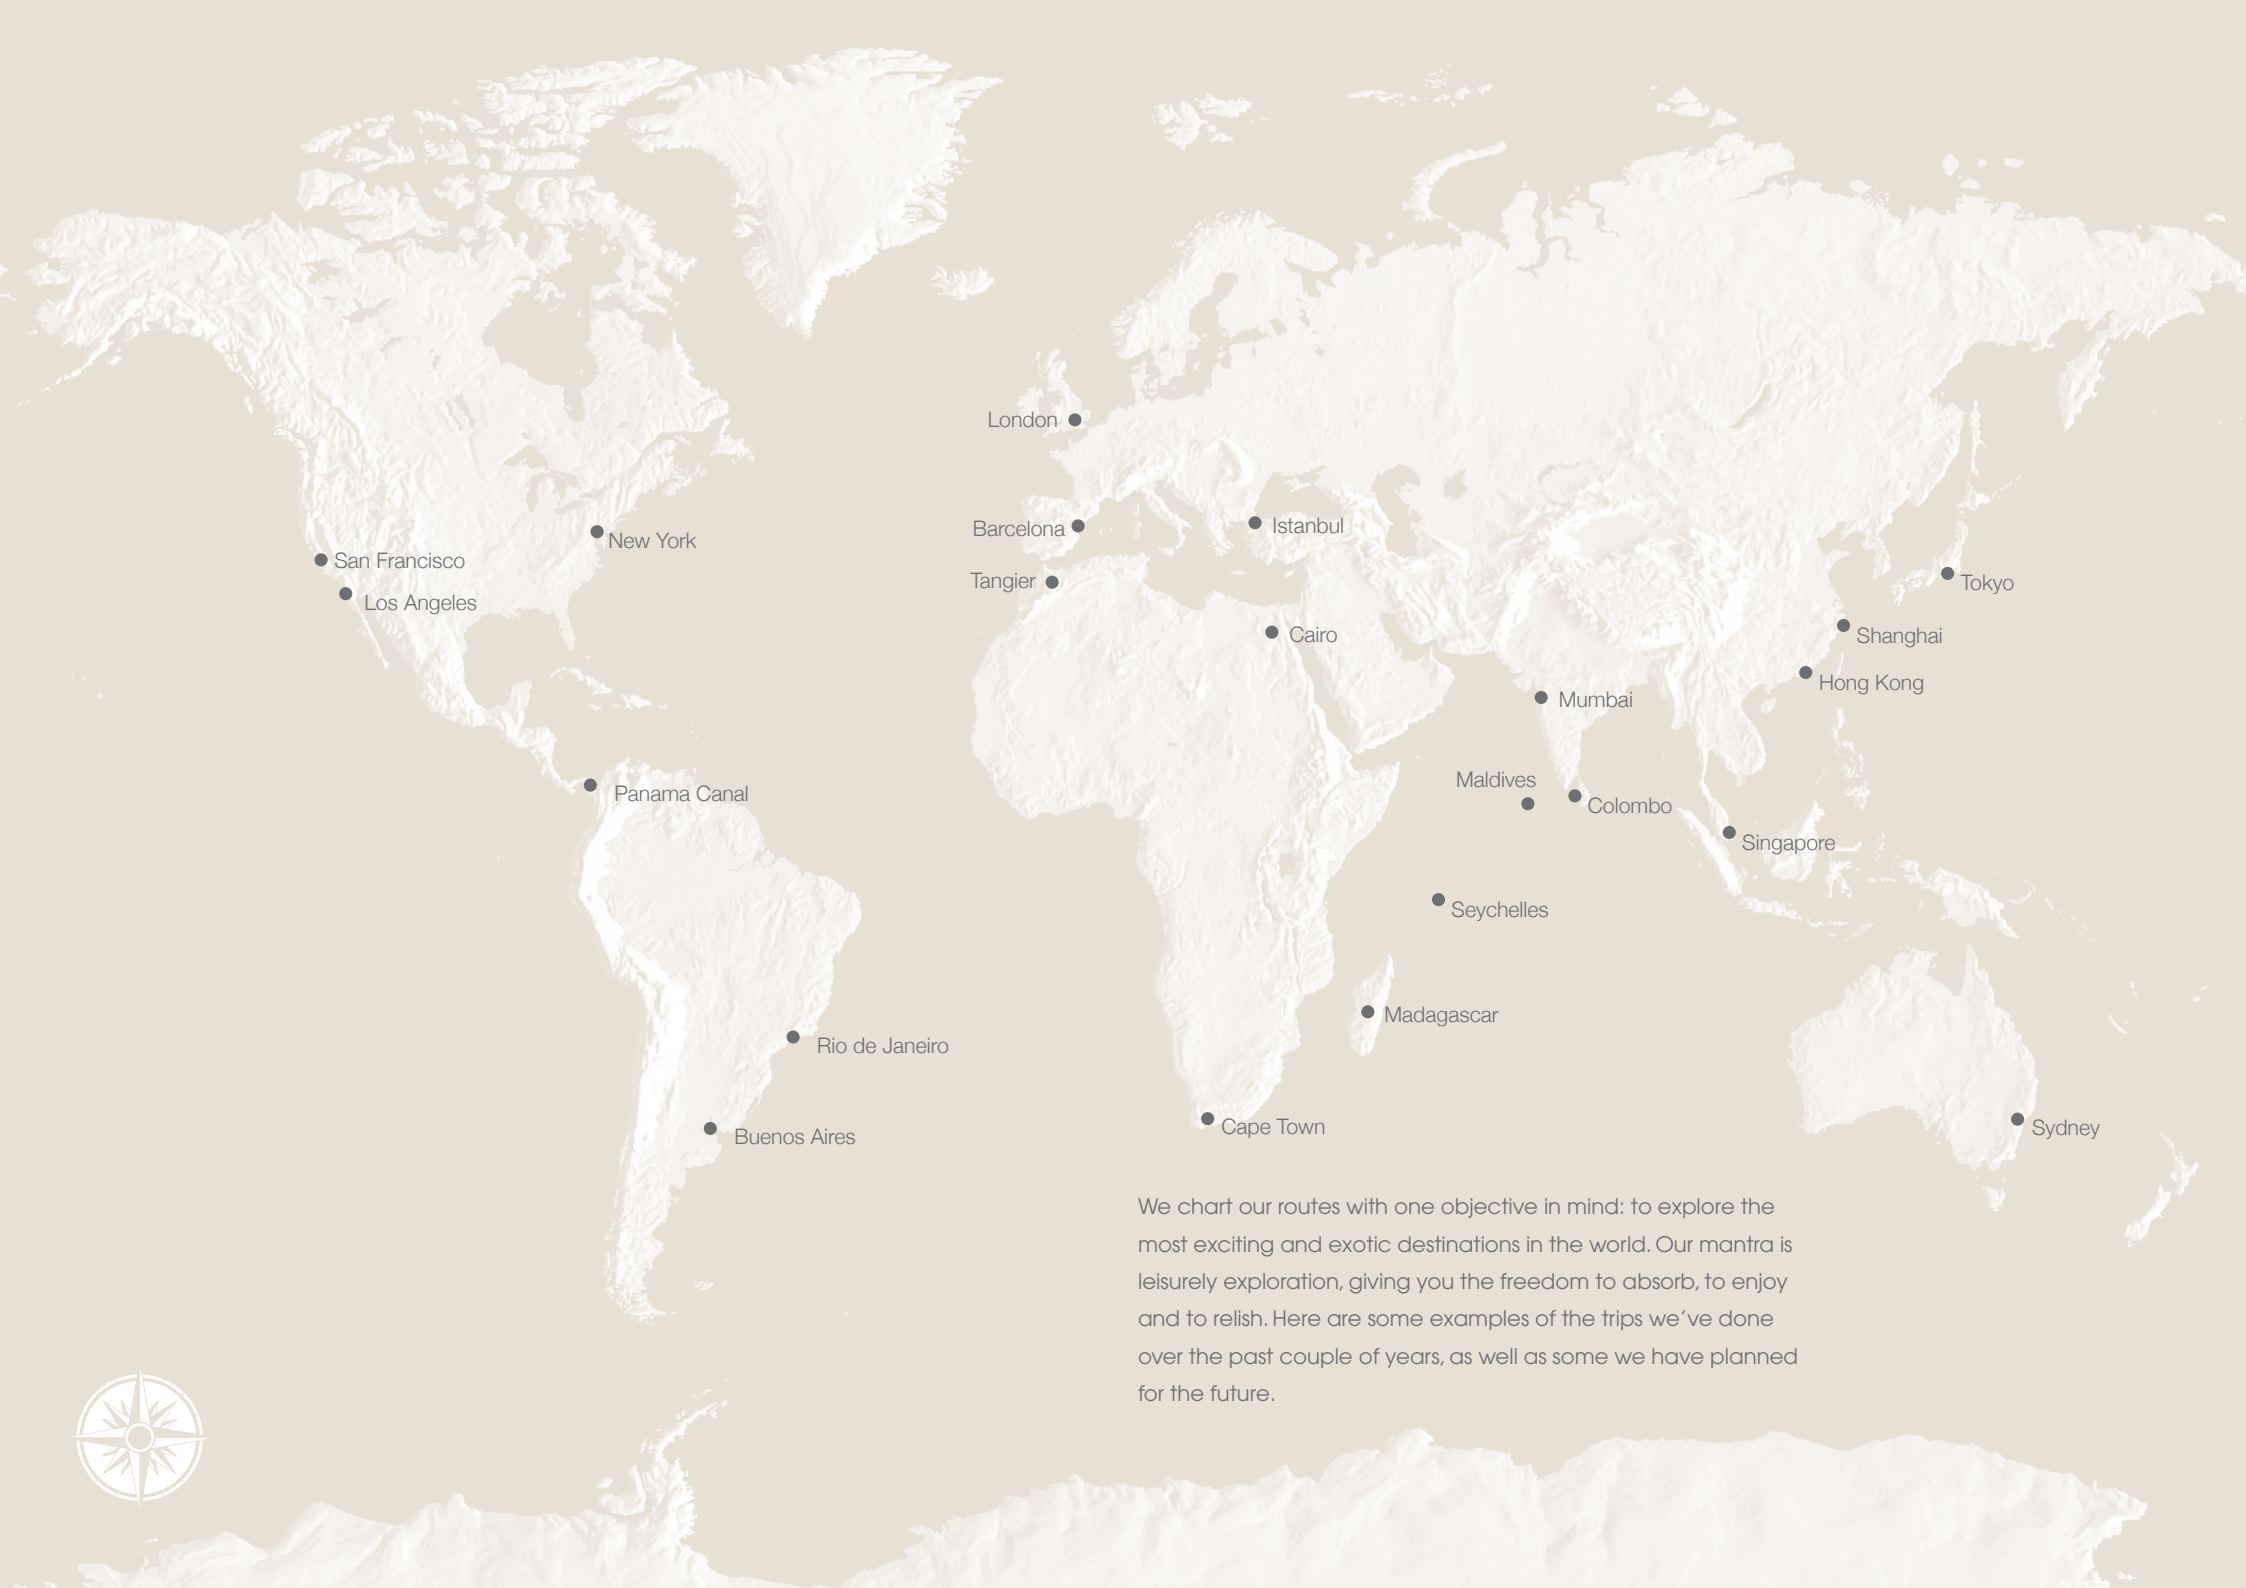 London
New York
Barcelona
Istanbul
San Francisco
Tangier
Tokyo
Los Angeles
Cairo
Shanghai
Hong Kong
Mumbai
Maldives
Panama Canal
Colombo
Singapore
Seychelles
Madagascar
Rio de Janeiro
Cape Town
Sydney
Buenos Aires
We chart our routes with one objective in mind: to explore the
most exciting and exotic destinations in the world. Our mantra is
leisurely exploration, giving you the freedom to absorb, to enjoy
and to relish. Here are some examples of the trips we’ve done
over the past couple of years, as well as some we have planned
for the future.